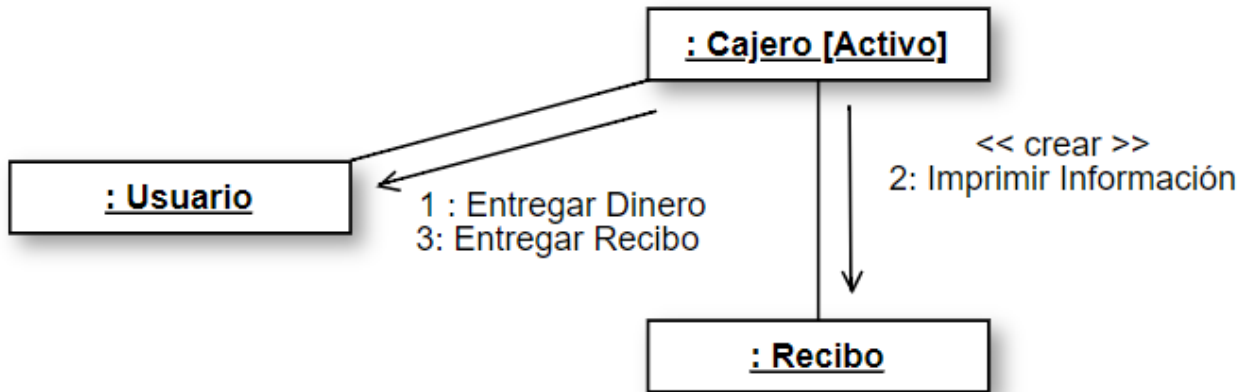 : Cajero [Activo]
<< crear >>
2: Imprimir Información
: Usuario
1 : Entregar Dinero
3: Entregar Recibo
: Recibo